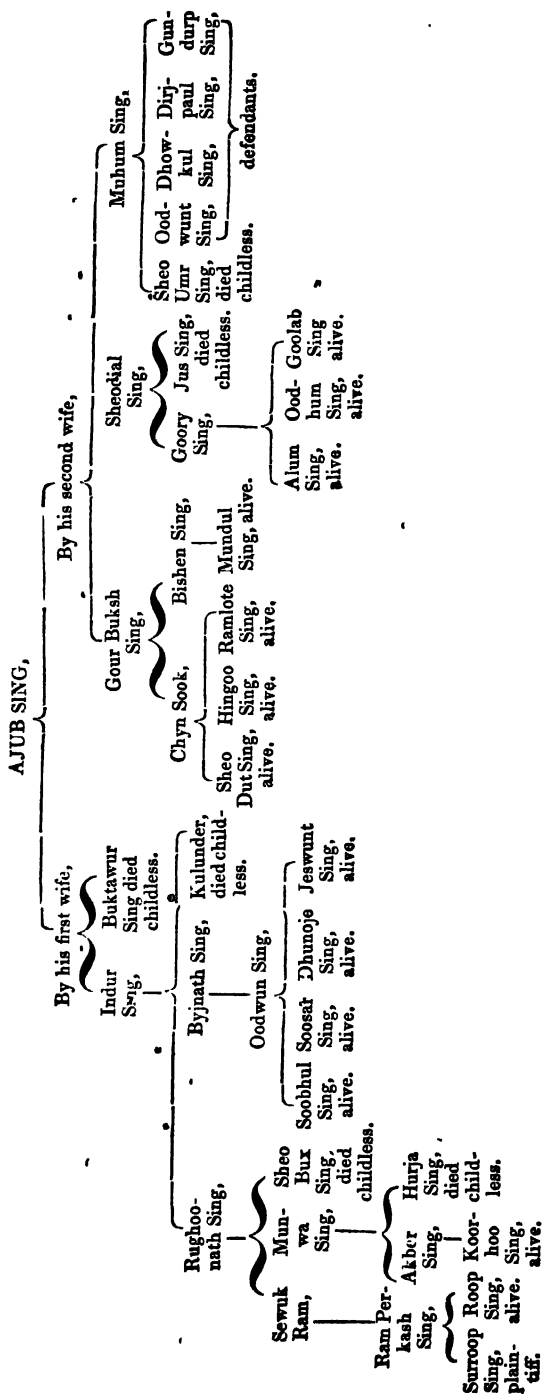 AJUB SING,
By his first wife,
By his second wife,
Indur Sing,
Buktawur Sing died childless.
Gour Buksh Sing,
Sheodial Sing,
Muhum Sing,
Rughoo-
nath Sing,
Byjnath Sing,
Kulunder,
died child-
less.
Chyn Sook,
Bishen Sing,
Goory Sing,
Jus Sing, died childless.
Sheo Umr Sing, died childless.
Ood-
wunt Sing,
Dhow-
kul Sing,
Dirj-
paul Sing,
Gun-
durp Sing,
defendants.
Sewuk Ram,
Mun-
wa Sing,
Sheo Bux Sing, died childless.
Oodwun Sing,
Sheo Dut Sing, alive.
Hingoo Sing, alive.
Ramlote Sing, alive.
Mundul Sing, alive.
Alum Sing, alive.
Ood-
hum Sing, alive.
Goolab Sing alive.
Ram Per-
kash Sing,
Akber Sing,
Hurja Sing, died child-
less.
Soobhul Sing, alive.
Soosar Sing, alive.
Dhunoje Sing, alive.
Jeswunt Sing, alive.
Surroop Sing, plain-
tiff.
Roop Sing, alive.
Koor-
hoo Sing, alive.